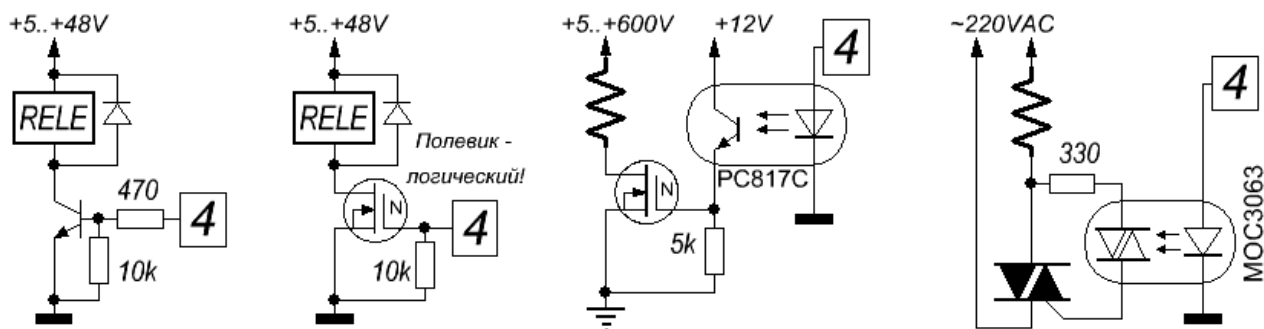 +5..+48V
RELE
470
4
10k
+5..+48V
RELE
Полевик -
логический!
N
4
10k
+5..+600V
+12V
4
PC817C
N
5k
~220VAC
4
330
MOC3063